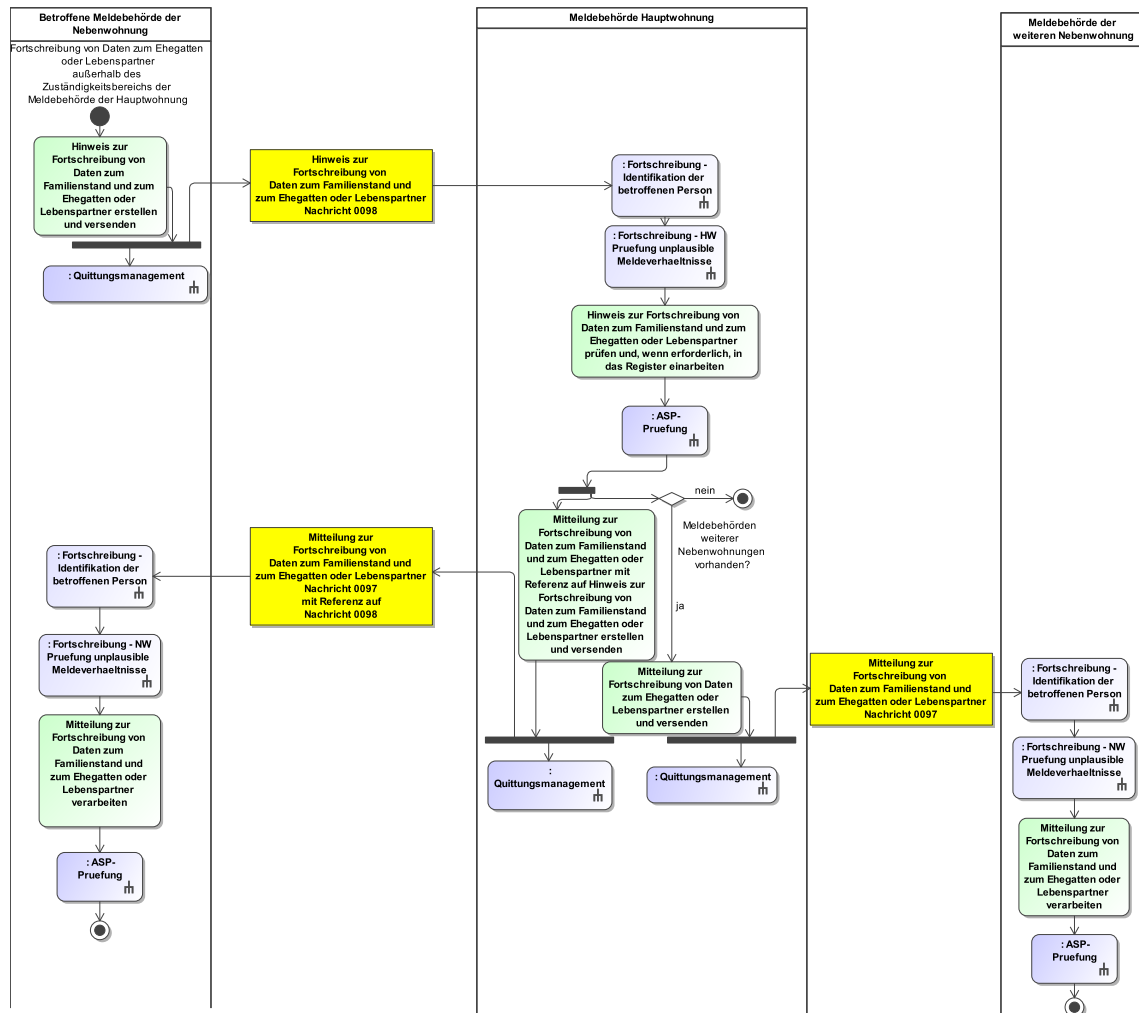 Betroffene Meldebehörde der
Nebenwohnung
Fortschreibung von Daten zum Ehegatten
oder Lebenspartner
außerhalb des
Zuständigkeitsbereichs der
Meldebehörde der Hauptwohnung
Hinweis zur
Fortschreibung von
Daten zum
Familienstand und zum
Ehegatten oder
Lebenspartner erstellen
und versenden
: Quittungsmanagement
Hinweis zur
Fortschreibung von
Daten zum Familienstand und
zum Ehegatten oder Lebenspartner
Nachricht 0098
Meldebehörde Hauptwohnung
: Fortschreibung -
Identifikation der
betroffenen Person
: Fortschreibung - HW
Pruefung unplausible
Meldeverhaeltnisse
Hinweis zur Fortschreibung von
Daten zum Familienstand und zum
Ehegatten oder Lebenspartner
prüfen und, wenn erforderlich, in
das Register einarbeiten
: ASP-
Pruefung
nein
Meldebehörden
weiterer
Nebenwohnungen
vorhanden?
ja
Mitteilung zur
Fortschreibung von
Daten zum Familienstand
und zum Ehegatten oder
Lebenspartner mit
Referenz auf Hinweis zur
Fortschreibung von
Daten zum Familienstand
und zum Ehegatten oder
Lebenspartner erstellen
und versenden
Mitteilung zur
Fortschreibung von Daten
zum Ehegatten oder
Lebenspartner erstellen
und versenden
:
Quittungsmanagement
: Quittungsmanagement
Mitteilung zur
Fortschreibung von
Daten zum Familienstand und
zum Ehegatten oder Lebenspartner
Nachricht 0097
mit Referenz auf
Nachricht 0098
: Fortschreibung -
Identifikation der
betroffenen Person
: Fortschreibung - NW
Pruefung unplausible
Meldeverhaeltnisse
Mitteilung zur
Fortschreibung von
Daten zum
Familienstand und
zum Ehegatten oder
Lebenspartner
verarbeiten
: ASP-
Pruefung
Mitteilung zur
Fortschreibung von
Daten zum Familienstand und
zum Ehegatten oder Lebenspartner
Nachricht 0097
Meldebehörde der
weiteren Nebenwohnung
: Fortschreibung -
Identifikation der
betroffenen Person
: Fortschreibung - NW
Pruefung unplausible
Meldeverhaeltnisse
Mitteilung zur
Fortschreibung von
Daten zum
Familienstand und
zum Ehegatten oder
Lebenspartner
verarbeiten
: ASP-
Pruefung